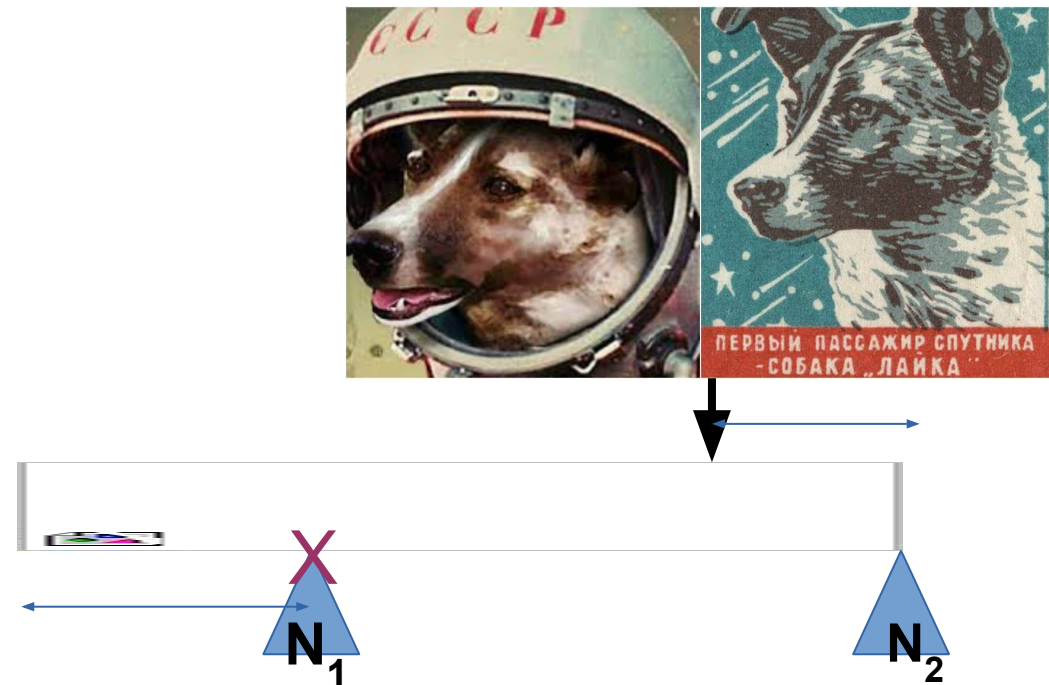 СССР
ПЕРВЫЙ ПАССАЖИР СПУТНИКА
-СОБАКА „ЛАЙКА"
X
N1
N2